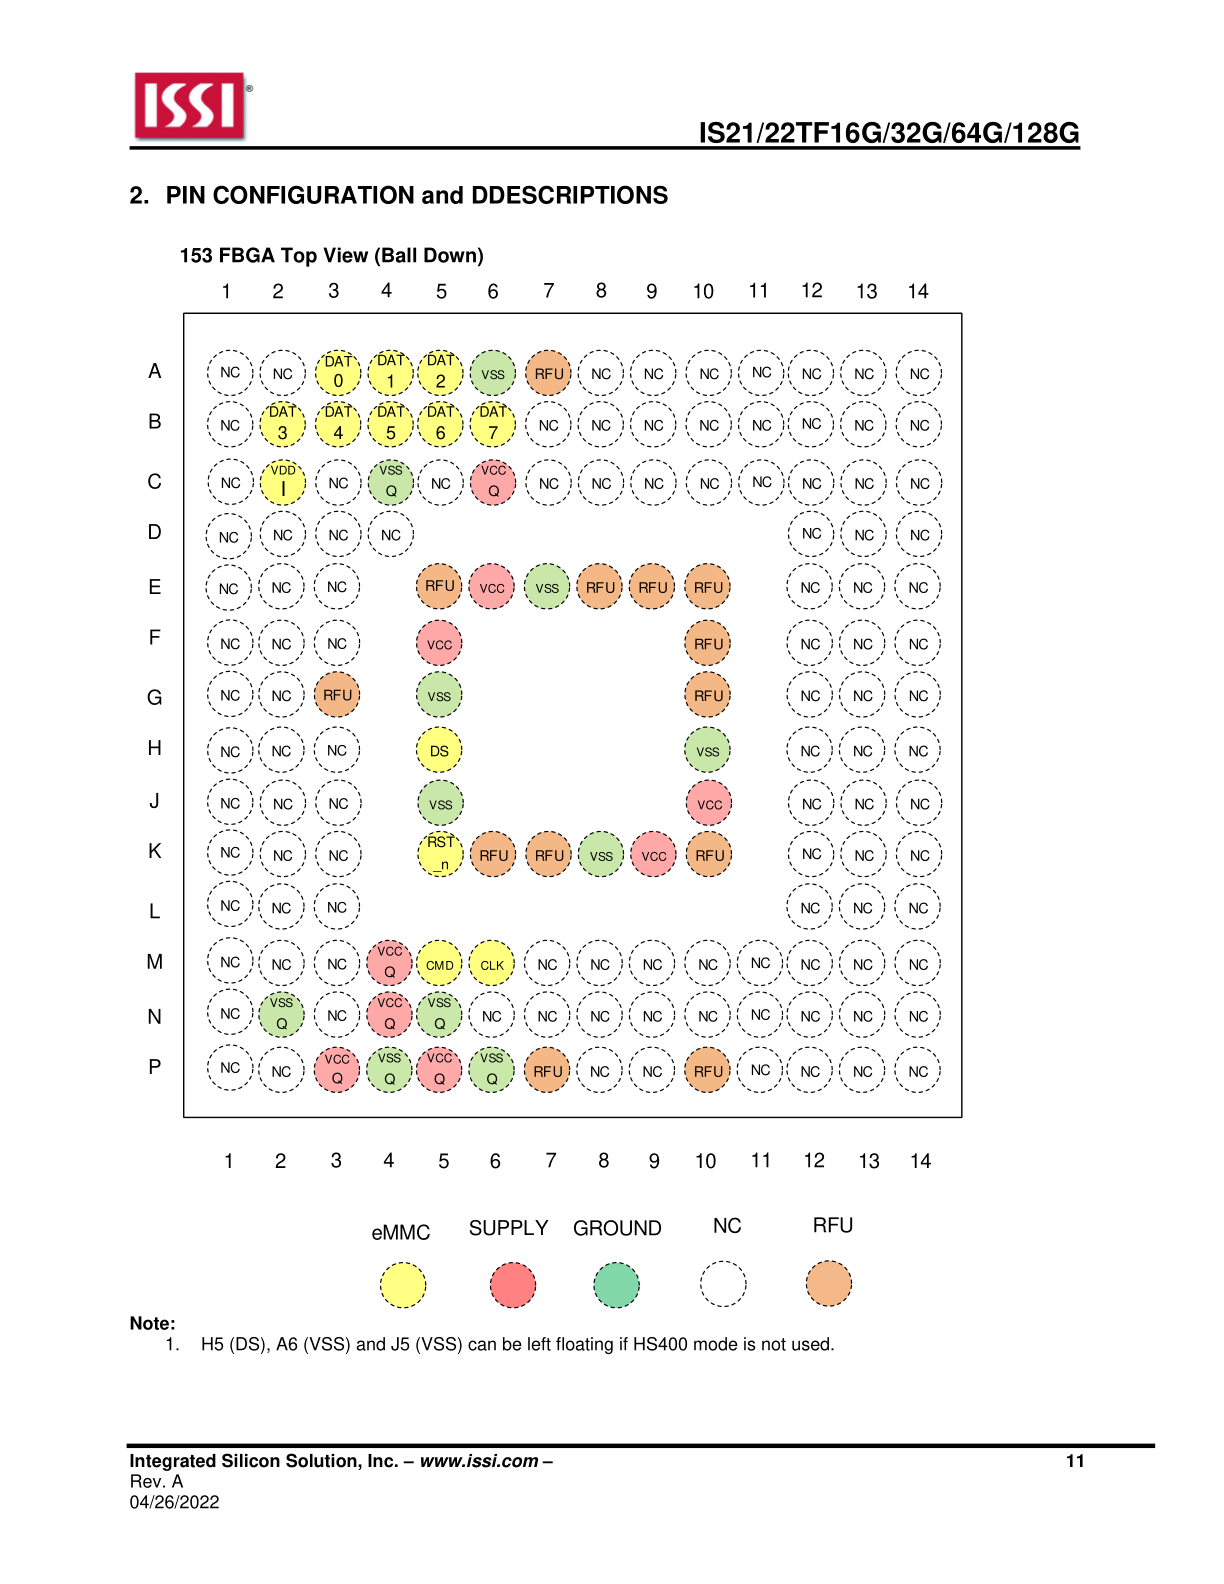 ISSI®
IS21/22TF16G/32G/64G/128G
2. PIN CONFIGURATION and DDESCRIPTIONS
153 FBGA Top View (Ball Down)
1 2 3 4 5 6 7 8 9 10 11 12 13 14
A NC NC DAT 0 DAT 1 DAT 2 VSS RFU NC NC NC NC NC NC NC
B NC DAT 3 DAT 4 DAT 5 DAT 6 DAT 7 NC NC NC NC NC NC NC NC
C NC VDD I NC VSS Q NC VCC Q NC NC NC NC NC NC NC NC
D NC NC NC NC NC NC NC
E NC NC NC RFU VCC VSS RFU RFU RFU NC NC NC
F NC NC NC VCC RFU NC NC NC
G NC NC RFU VSS RFU NC NC NC
H NC NC NC DS VSS NC NC NC
J NC NC NC VSS VCC NC NC NC
K NC NC NC RST _n RFU RFU VSS VCC RFU NC NC NC
L NC NC NC NC NC NC
M NC NC NC VCC Q CMD CLK NC NC NC NC NC NC NC NC
N NC VSS Q NC VCC Q VSS Q NC NC NC NC NC NC NC NC NC
P NC NC VCC Q VSS Q VCC Q VSS Q RFU NC NC RFU NC NC NC NC
1 2 3 4 5 6 7 8 9 10 11 12 13 14
eMMC SUPPLY GROUND NC RFU
Note:
1. H5 (DS), A6 (VSS) and J5 (VSS) can be left floating if HS400 mode is not used.
Integrated Silicon Solution, Inc. – www.issi.com – 11
Rev. A
04/26/2022